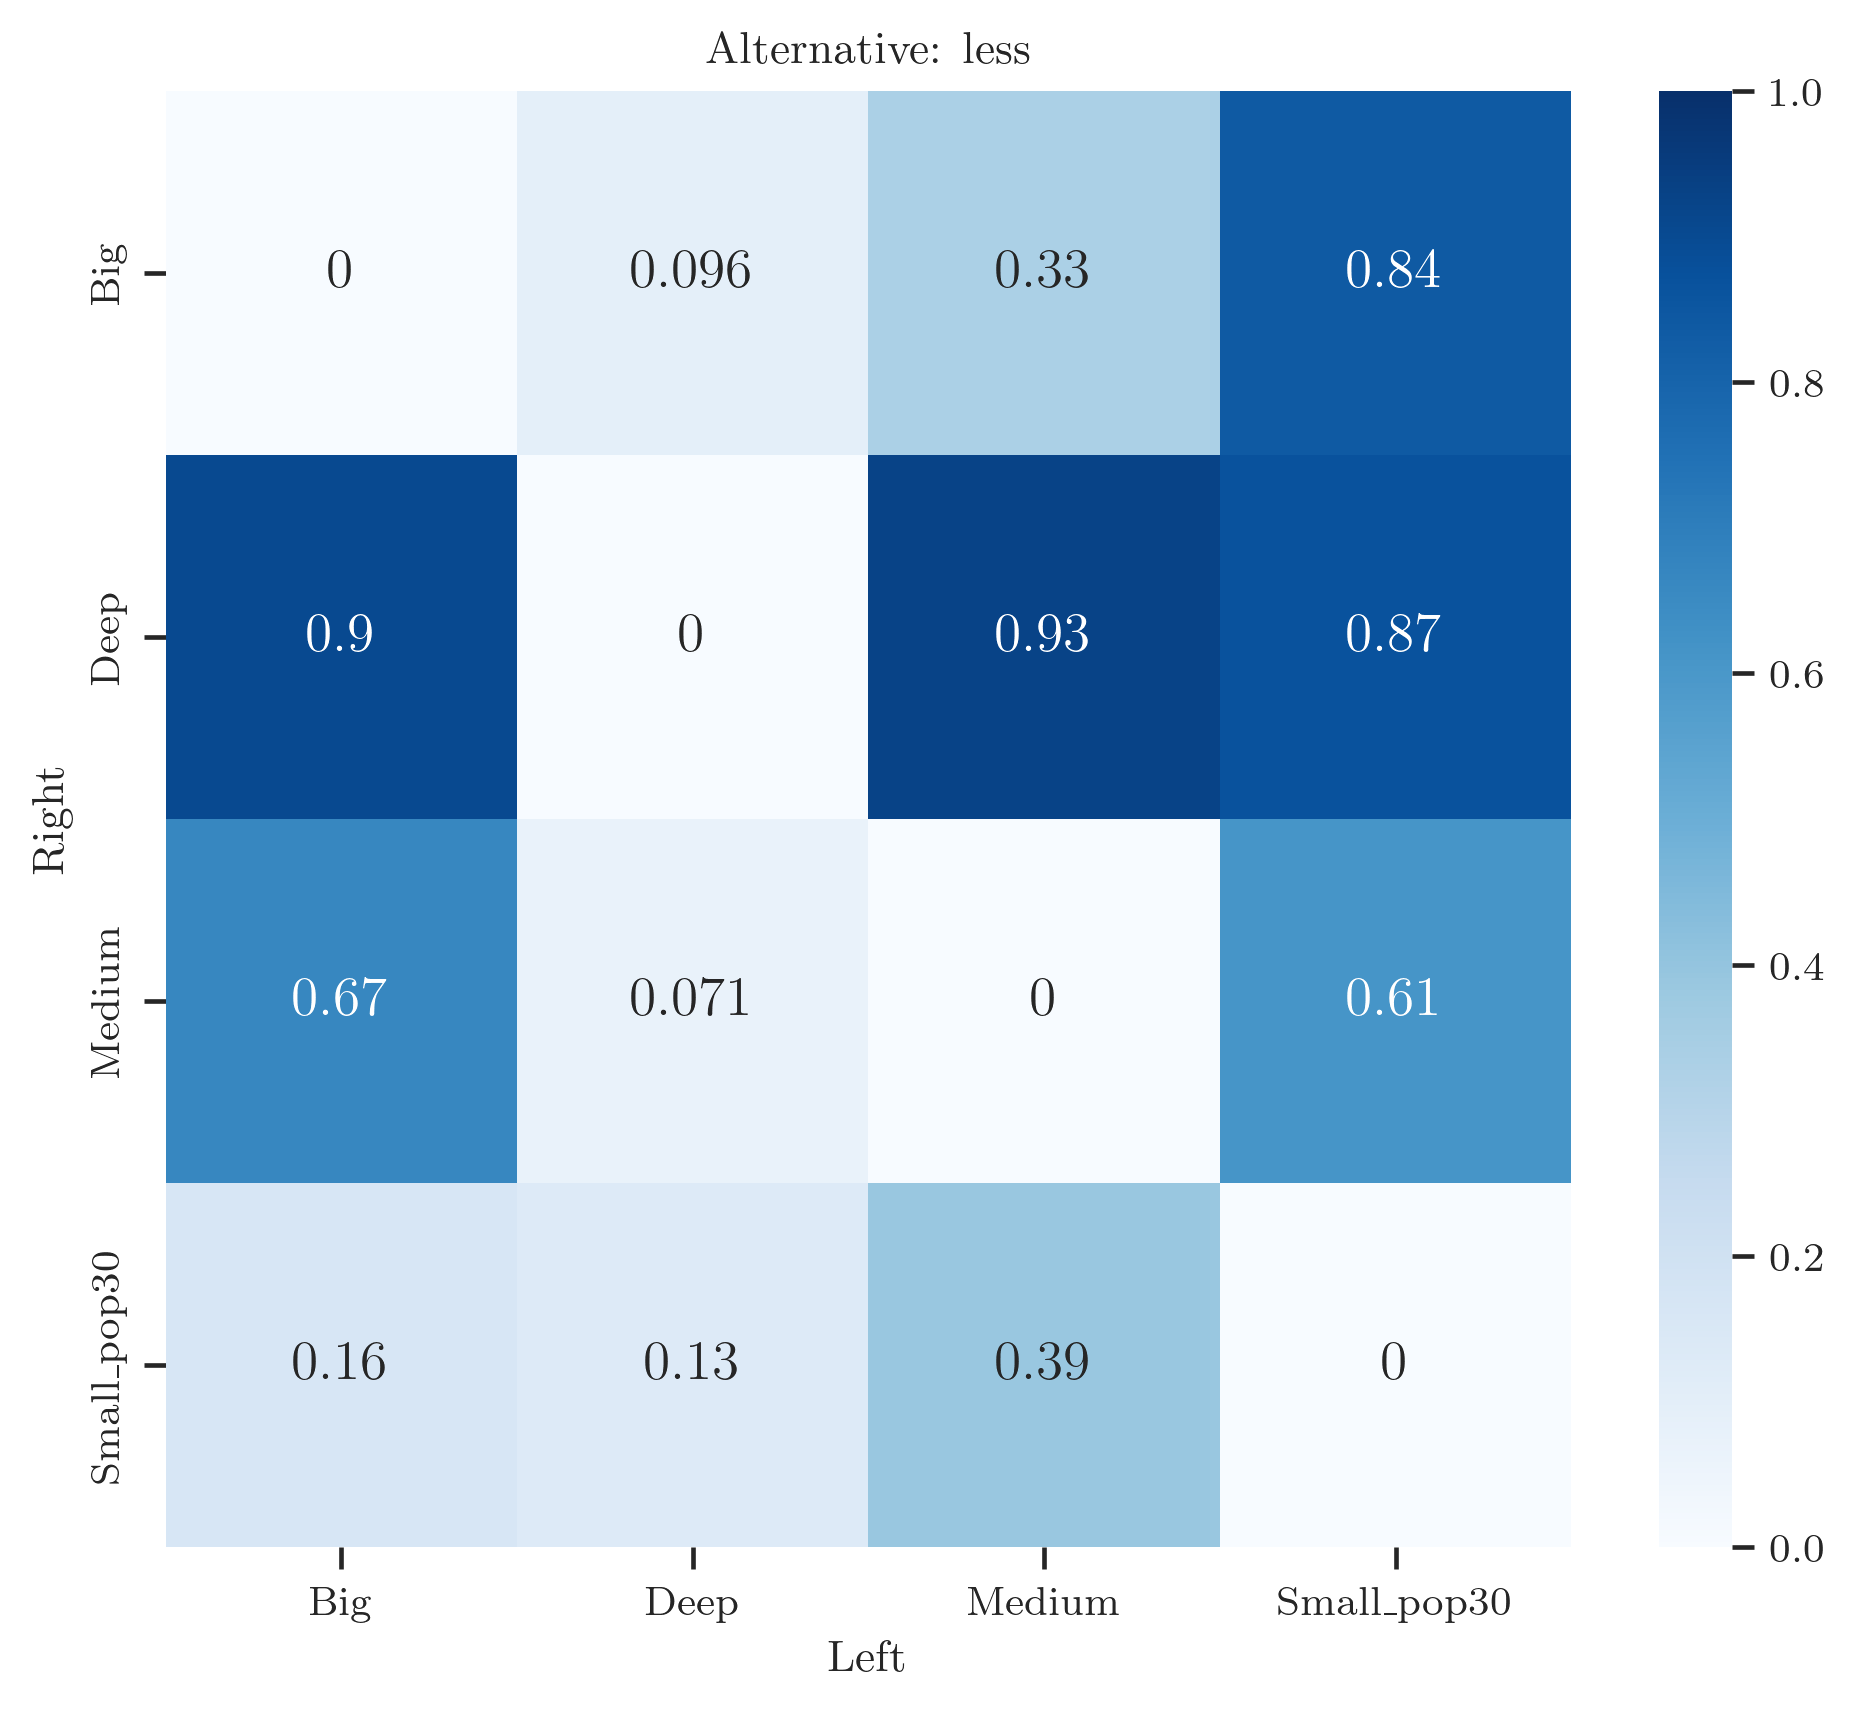 Alternative: less
Right
Big
0 0.096 0.33 0.84
Deep
0.9 0 0.93 0.87
Medium
0.67 0.071 0 0.61
Small_pop30
0.16 0.13 0.39 0
Big Deep Medium Small_pop30
Left
1.0
0.8
0.6
0.4
0.2
0.0